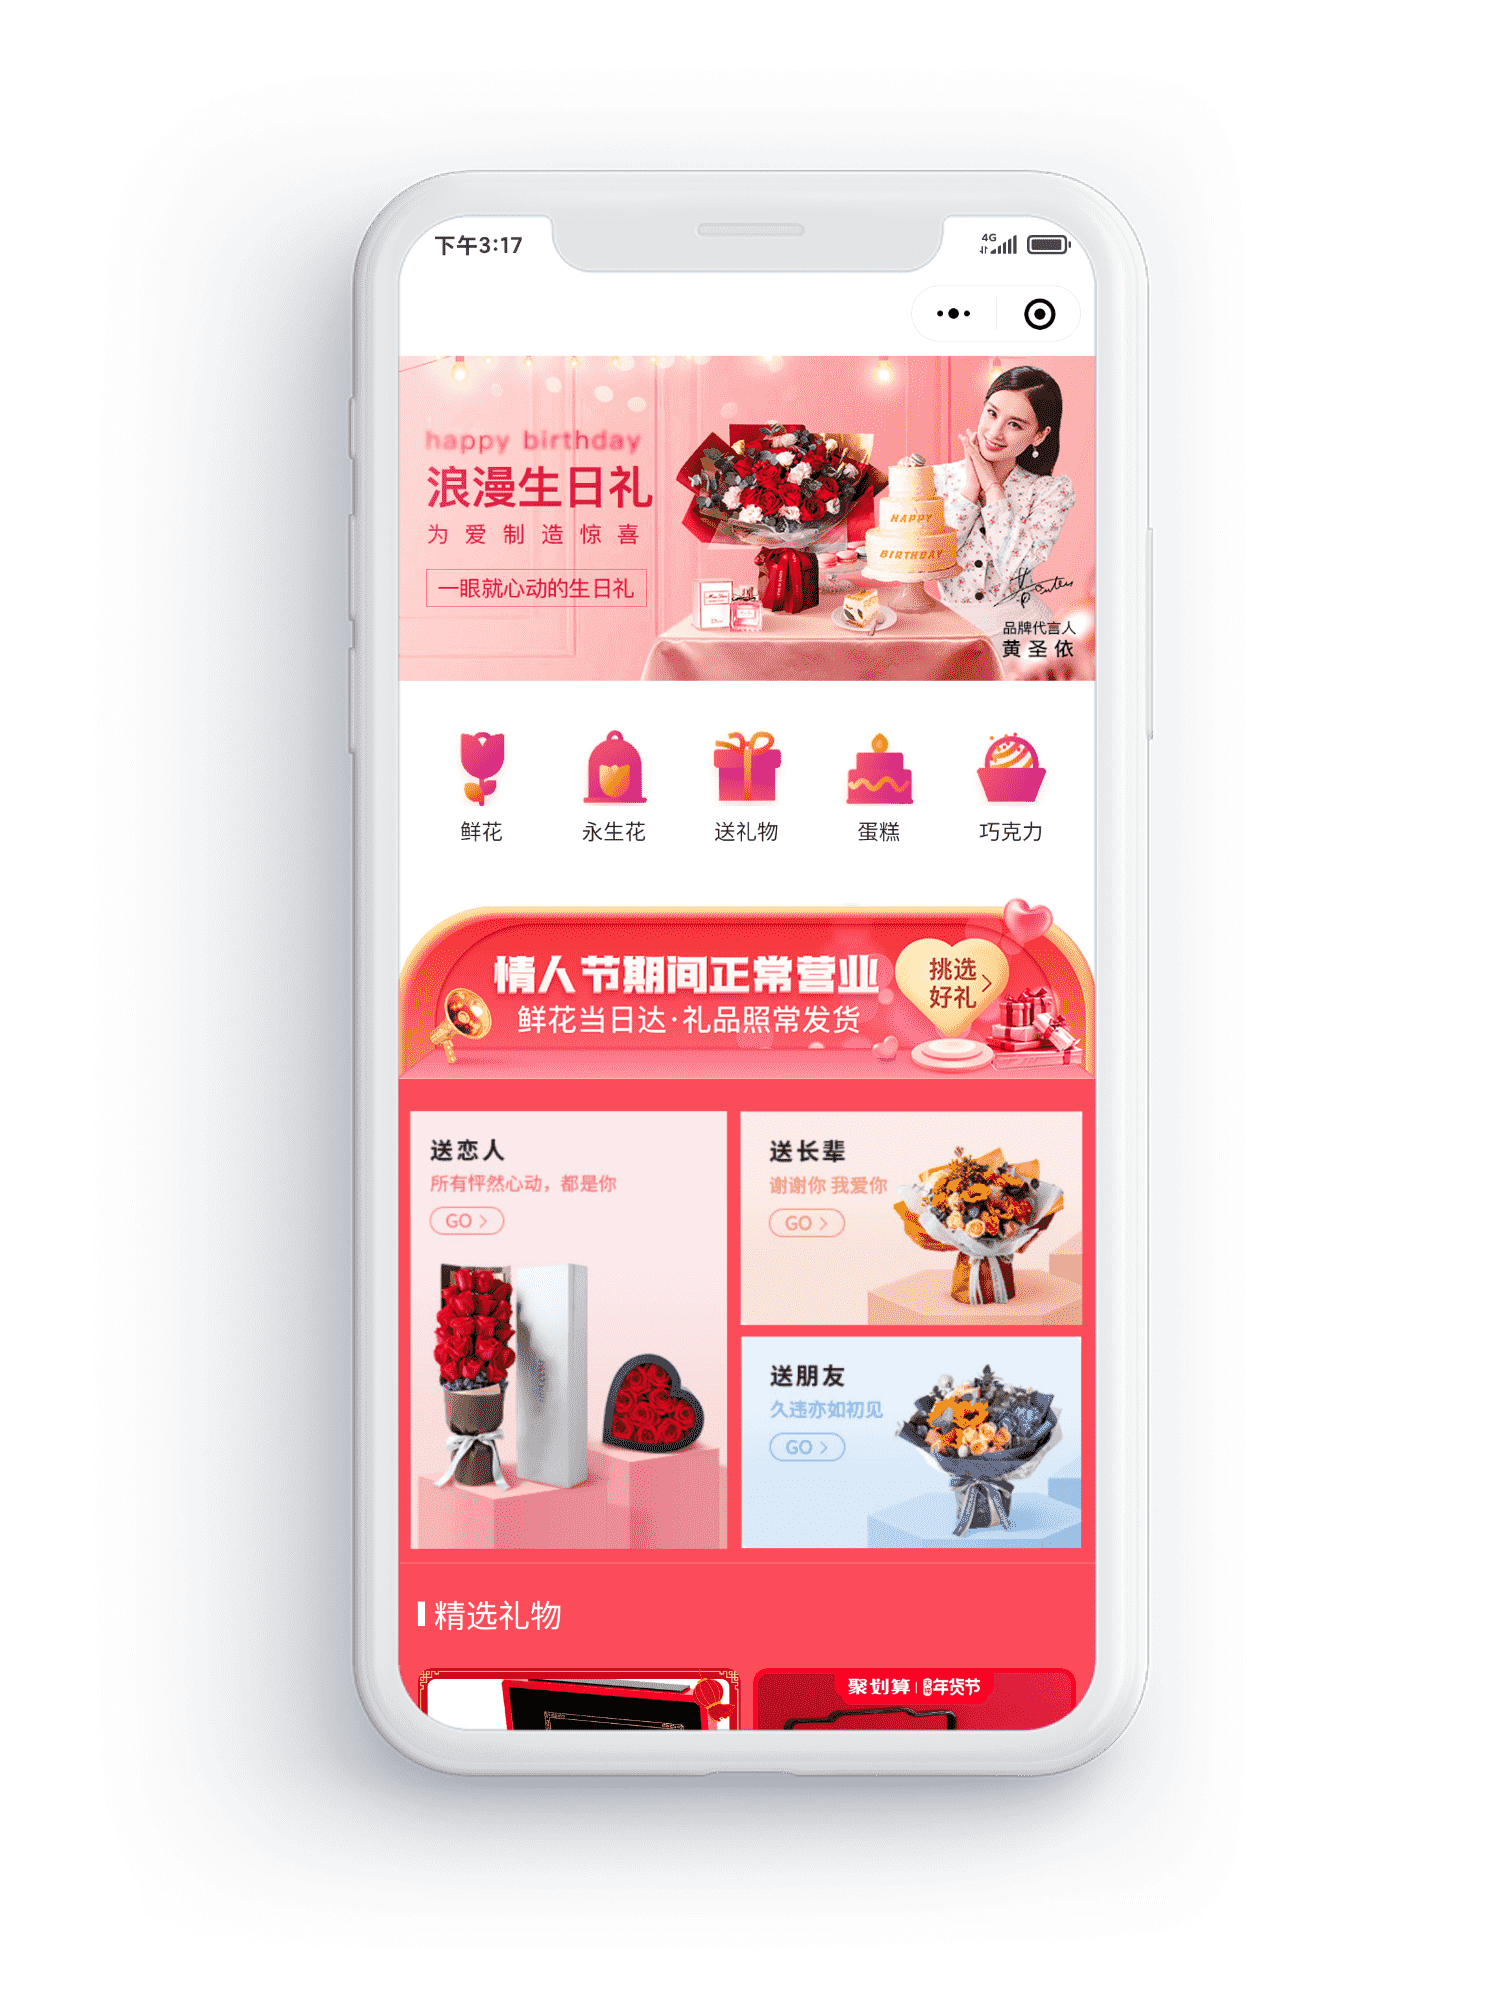 下午3:17
4G
happy birthday
浪漫生日礼
为爱制造惊喜
一眼就心动的生日礼
HAPPY
BIRTHDAY
品牌代言人
黄圣依
鲜花
永生花
送礼物
蛋糕
巧克力
情人节期间正常营业
鲜花当日达·礼品照常发货
挑选
好礼
送恋人
所有怦然心动，都是你
GO
送长辈
谢谢你 我爱你
GO
送朋友
久违亦如初见
GO
精选礼物
聚划算
年货节